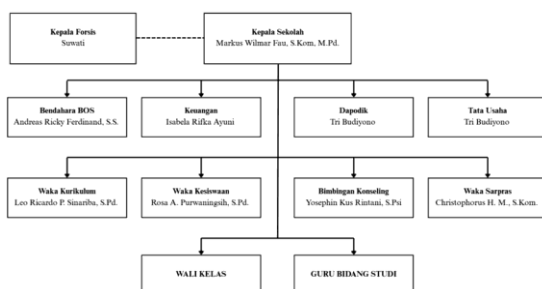 Kepala Forsis
Suwati
Kepala Sekolah
Markus Wilmar Fau, S.Kom, M.Pd.
Bendahara BOS
Andreas Ricky Ferdinand, S.S.
Keuangan
Isabela Rifka Ayuni
Dapodik
Tri Budiyono
Tata Usaha
Tri Budiyono
Waka Kurikulum
Leo Ricardo P. Sinariba, S.Pd.
Waka Kesiswaan
Rosa A. Purwaningsih, S.Pd.
Bimbingan Konseling
Yosephin Kus Rintani, S.Psi
Waka Sarpras
Christophorus H. M., S.Kom.
WALI KELAS
GURU BIDANG STUDI